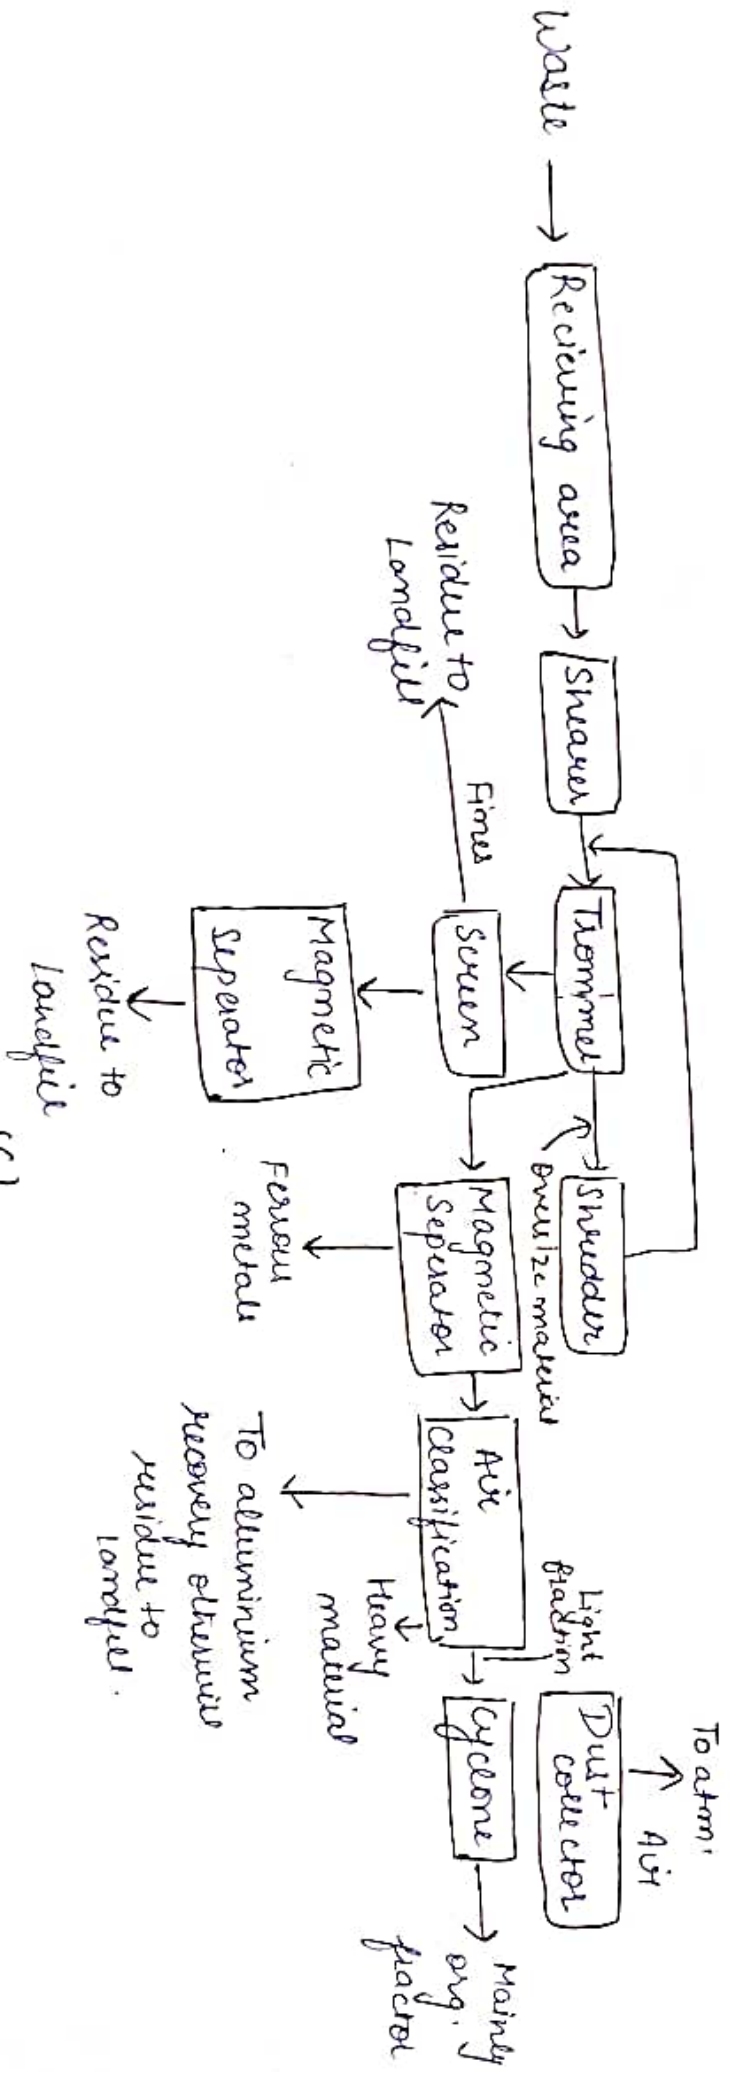 Waste
Recieving area
Shearer
Trommel
Shredder
oversize material
Screen
Fines
Residue to
Landfill
Magnetic
Seperator
Residue to
Landfill
Magnetic
Seperator
Ferrous
metals
Air
classification
Heavy
material
To alluminium
recovery otherwise
residue to
landfill.
Light
fraction
Cyclone
Mainly
org.
fractor
Dust
collector
Air
To atm.